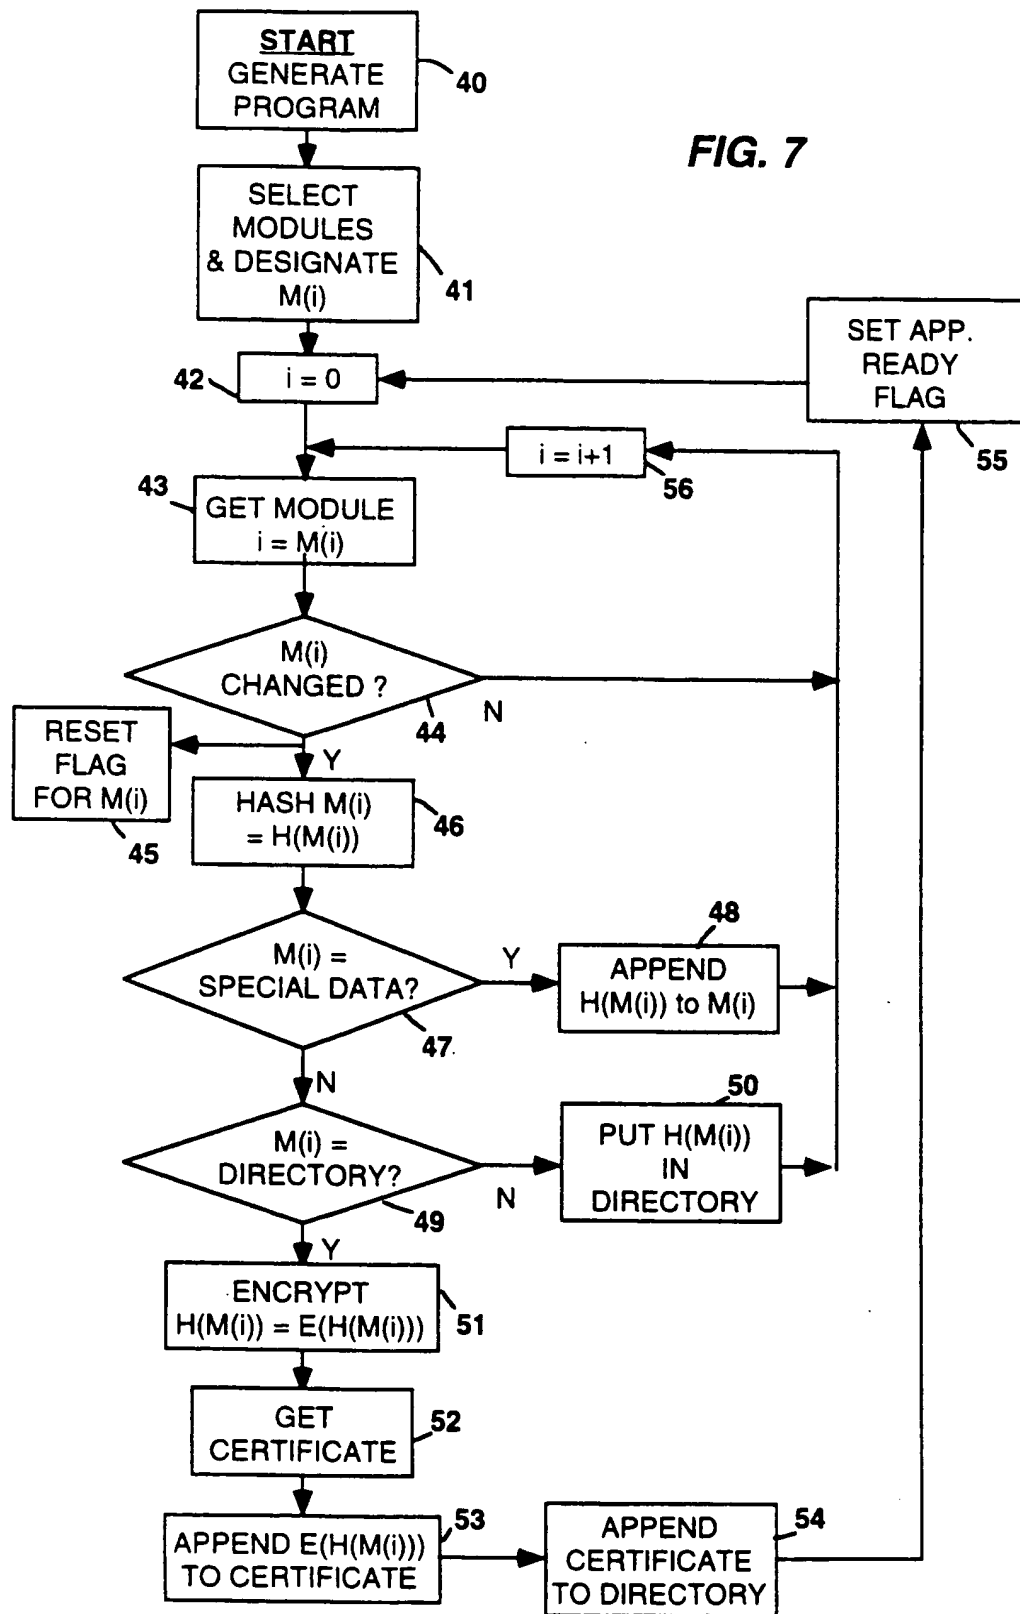 START
GENERATE
PROGRAM
40
FIG. 7
SELECT
MODULES
& DESIGNATE
M(i)
41
SET APP.
READY
FLAG
55
42
i = 0
i = i+1
56
43
GET MODULE
i = M(i)
M(i)
CHANGED ?
44
N
Y
RESET
FLAG
FOR M(i)
45
HASH M(i)
= H(M(i))
46
M(i) =
SPECIAL DATA?
47
Y
N
48
APPEND
H(M(i)) to M(i)
M(i) =
DIRECTORY?
49
N
Y
50
PUT H(M(i))
IN
DIRECTORY
ENCRYPT
H(M(i)) = E(H(M(i)))
51
GET
CERTIFICATE
52
APPEND E(H(M(i)))
TO CERTIFICATE
53
APPEND
CERTIFICATE
TO DIRECTORY
54